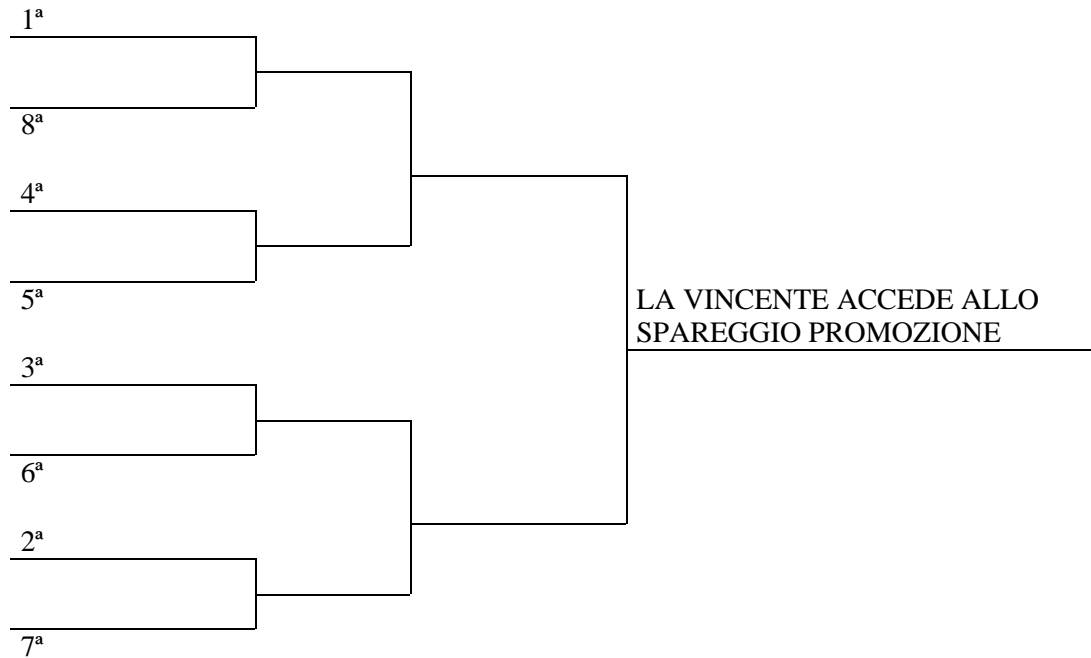 1ª
8ª
4ª
5ª
LA VINCENTE ACCEDE ALLO
SPAREGGIO PROMOZIONE
3ª
6ª
2ª
7ª